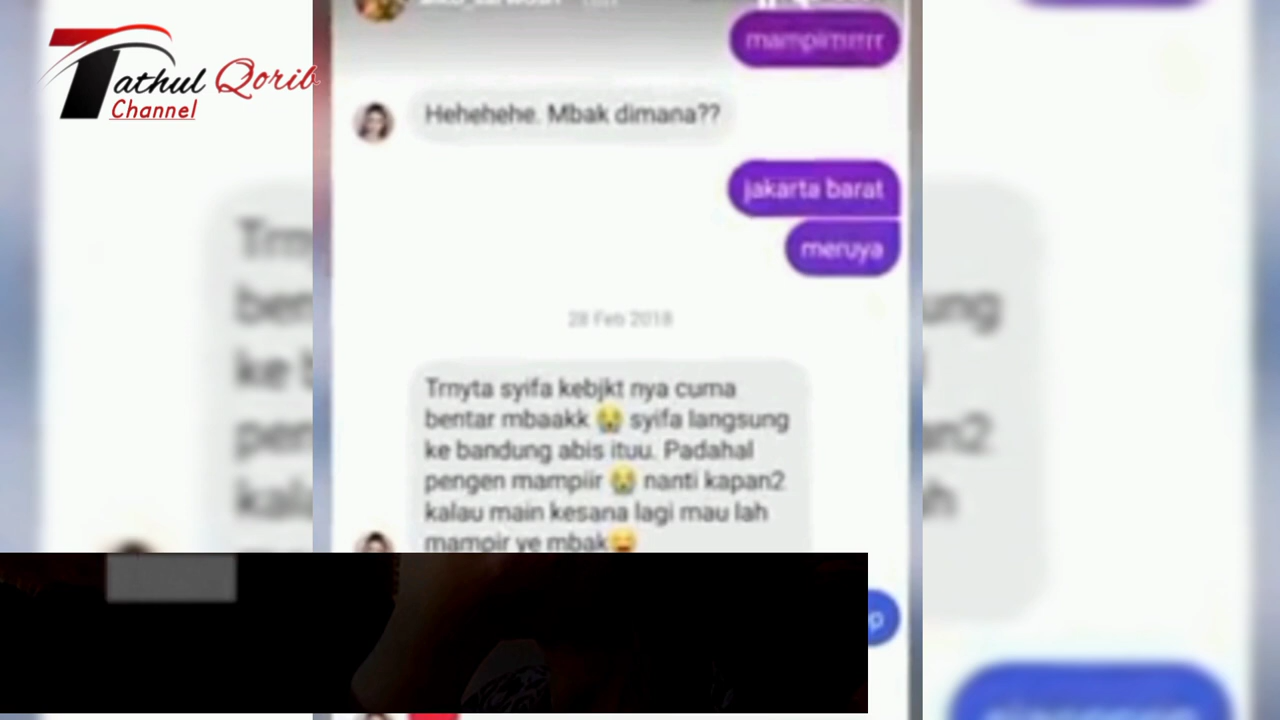 Tathul Qorib
Channel
mampirrrrr
Hehehehe. Mbak dimana??
jakarta barat
meruya
28 Feb 2018
Trnyta syifa kebjkt nya cuma
bentar mbaakk 😭 syifa langsung
ke bandung abis ituu. Padahal
pengen mampiir 😭 nanti kapan2
kalau main kesana lagi mau lah
mampir ye mbak😄